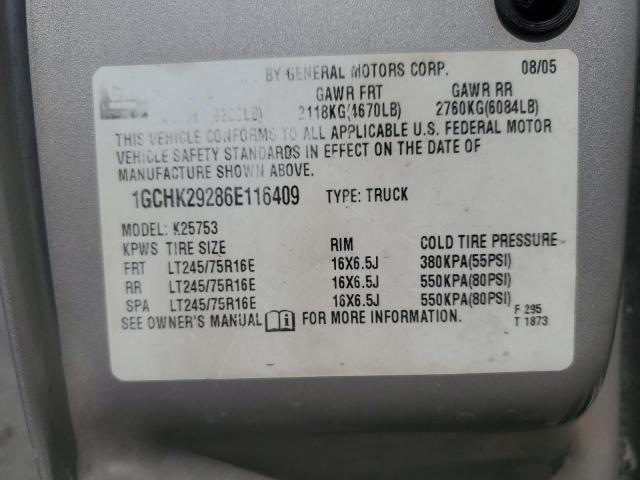 BY GENERAL MOTORS CORP. 08/05
GAWR FRT GAWR RR
2118KG(4670LB) 2760KG(6084LB)
THIS VEHICLE CONFORMS TO ALL APPLICABLE U.S. FEDERAL MOTOR
VEHICLE SAFETY STANDARDS IN EFFECT ON THE DATE OF
MANUFACTURE SHOWN ABOVE.
1GCHK29286E116409 TYPE: TRUCK
MODEL: K25753
KPWS TIRE SIZE RIM COLD TIRE PRESSURE
FRT LT245/75R16E 16X6.5J 380KPA(55PSI)
RR LT245/75R16E 16X6.5J 550KPA(80PSI)
SPA LT245/75R16E 16X6.5J 550KPA(80PSI)
SEE OWNER'S MANUAL i FOR MORE INFORMATION.
F 295
T 1873